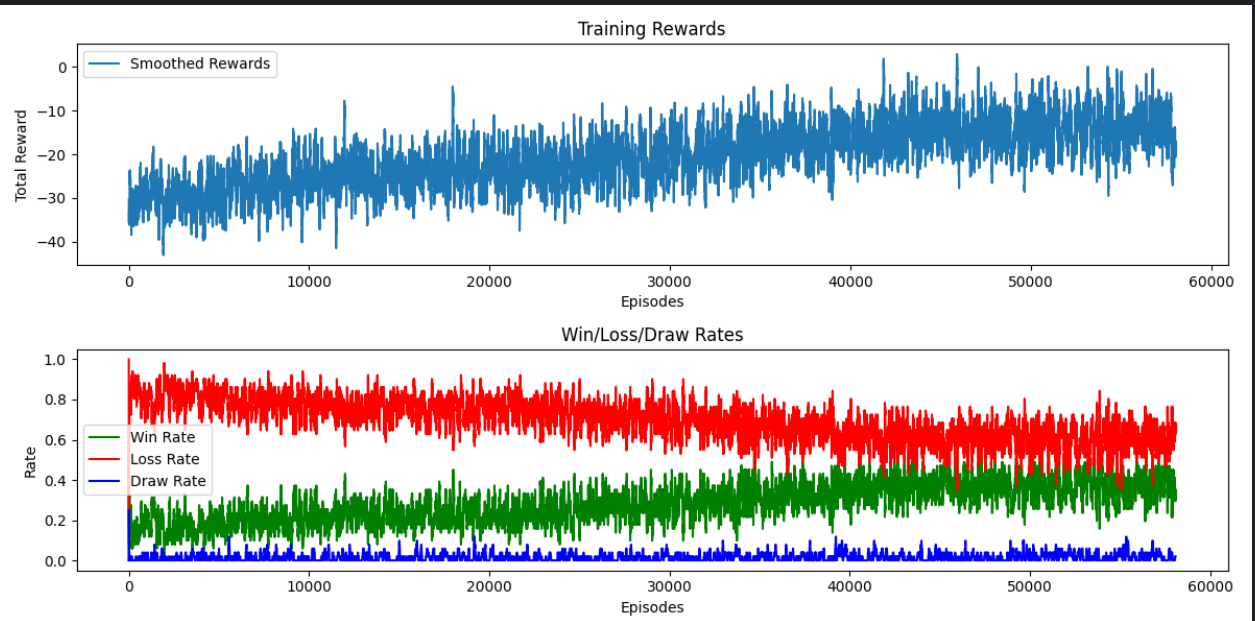 Training Rewards
Smoothed Rewards
Total Reward
0
−10
−20
−30
−40
0 10000 20000 30000 40000 50000 60000
Episodes
Win/Loss/Draw Rates
Rate
1.0
0.8
0.6
0.4
0.2
0.0
Win Rate
Loss Rate
Draw Rate
0 10000 20000 30000 40000 50000 60000
Episodes